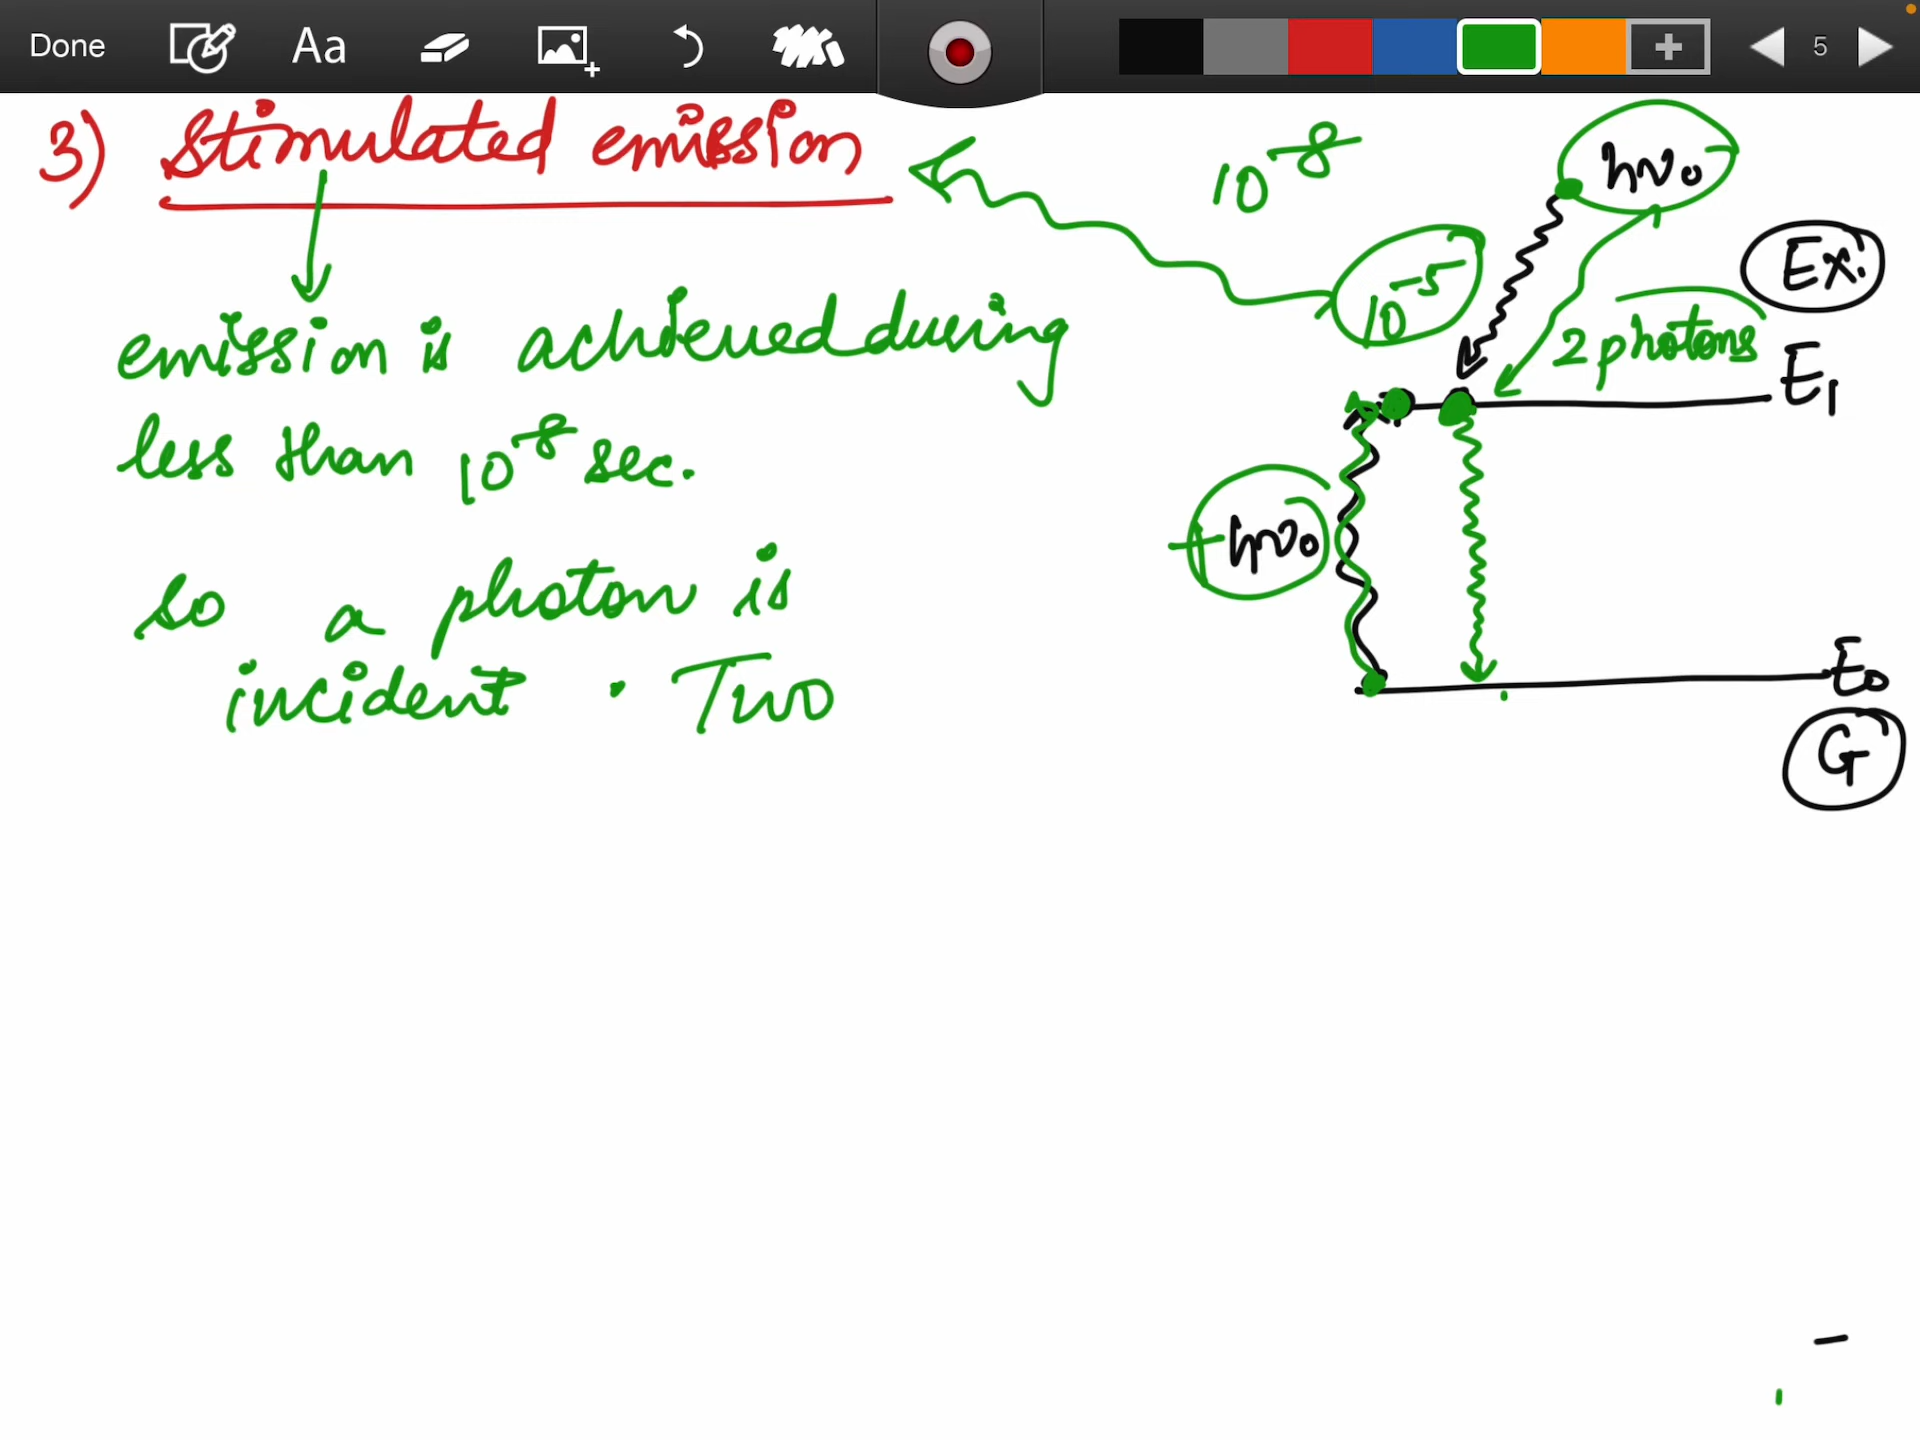 Done Aa 5
3) Stimulated emission
10⁻⁸
hν₀
Ex.
10⁻⁵
2 photons
E₁
emission is achieved during
less than 10⁻⁸ sec.
+hν₀
so a photon is
incident . Two
E₀
G